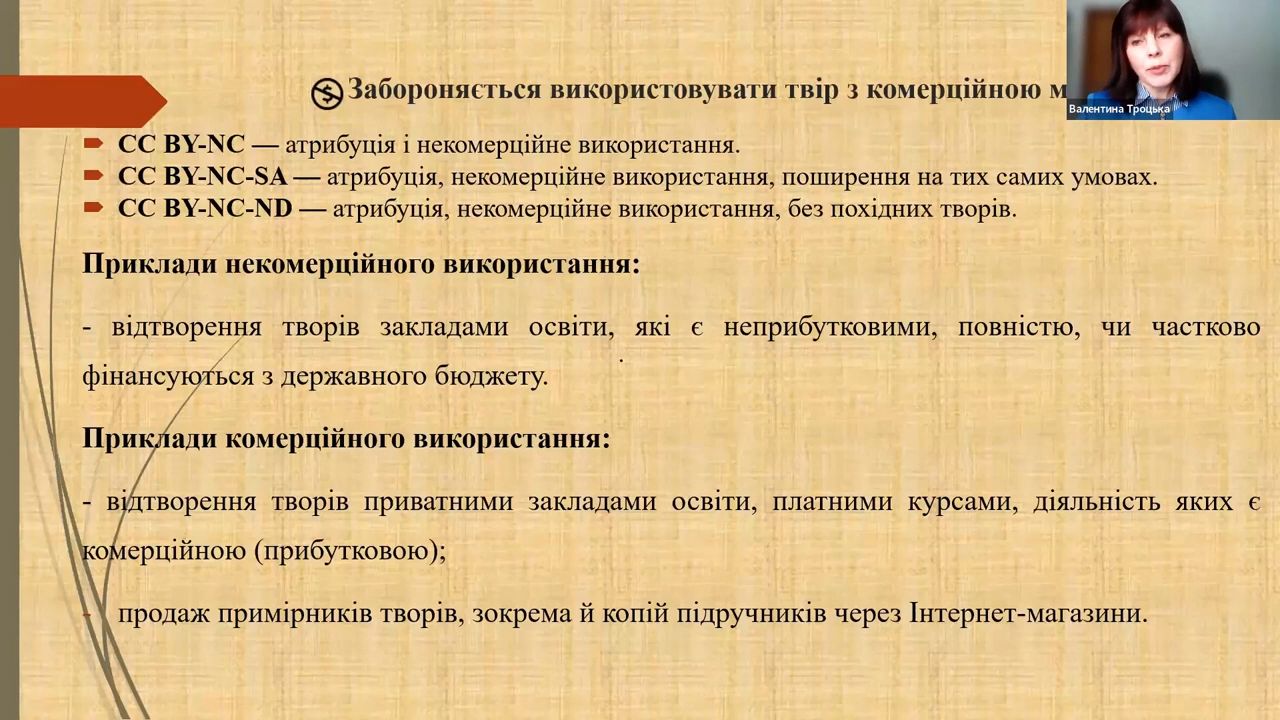 Забороняється використовувати твір з комерційною
Валентина Троцька
CC BY-NC — атрибуція і некомерційне використання.
CC BY-NC-SA — атрибуція, некомерційне використання, поширення на тих самих умовах.
CC BY-NC-ND — атрибуція, некомерційне використання, без похідних творів.
Приклади некомерційного використання:
- відтворення творів закладами освіти, які є неприбутковими, повністю, чи частково
фінансуються з державного бюджету.
Приклади комерційного використання:
- відтворення творів приватними закладами освіти, платними курсами, діяльність яких є
комерційною (прибутковою);
- продаж примірників творів, зокрема й копій підручників через Інтернет-магазини.